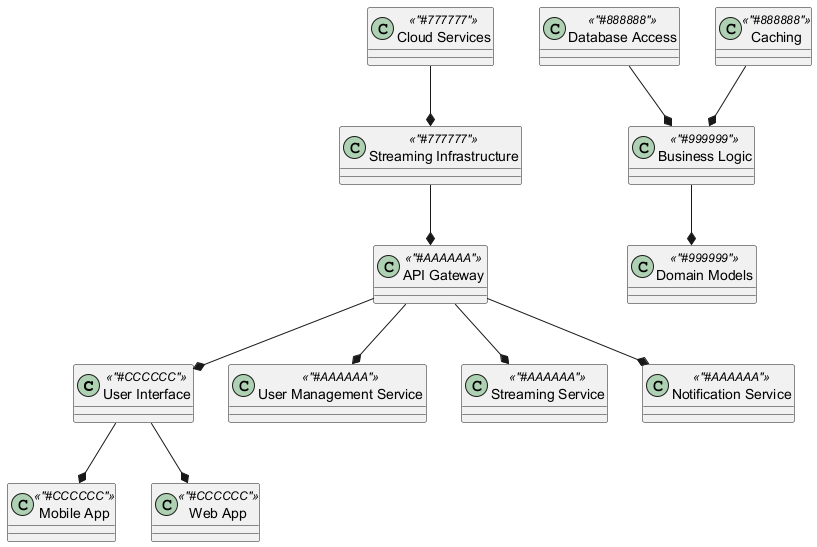 C «"#777777"»
Cloud Services
C «"#888888"»
Database Access
C «"#888888"»
Caching
C «"#777777"»
Streaming Infrastructure
C «"#999999"»
Business Logic
C «"#AAAAAA"»
API Gateway
C «"#999999"»
Domain Models
C «"#CCCCCC"»
User Interface
C «"#AAAAAA"»
User Management Service
C «"#AAAAAA"»
Streaming Service
C «"#AAAAAA"»
Notification Service
C «"#CCCCCC"»
Mobile App
C «"#CCCCCC"»
Web App